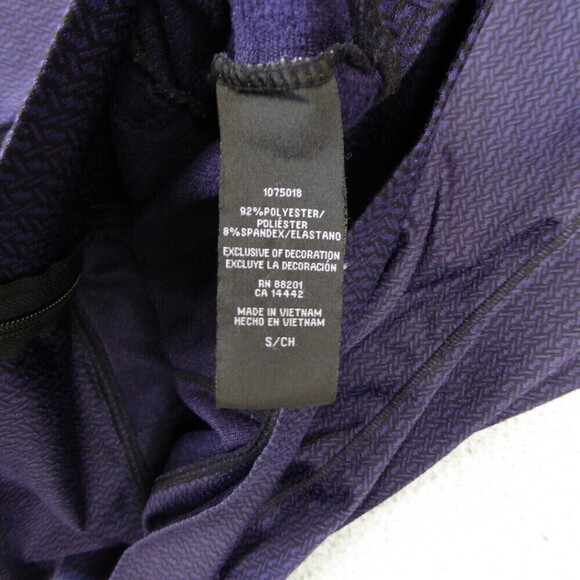 1075018
92%POLYESTER/
POLIÉSTER
8%SPANDEX/ELASTANO
EXCLUSIVE OF DECORATION
EXCLUYE LA DECORACIÓN
RN 88201
CA 14442
MADE IN VIETNAM
HECHO EN VIETNAM
S/CH